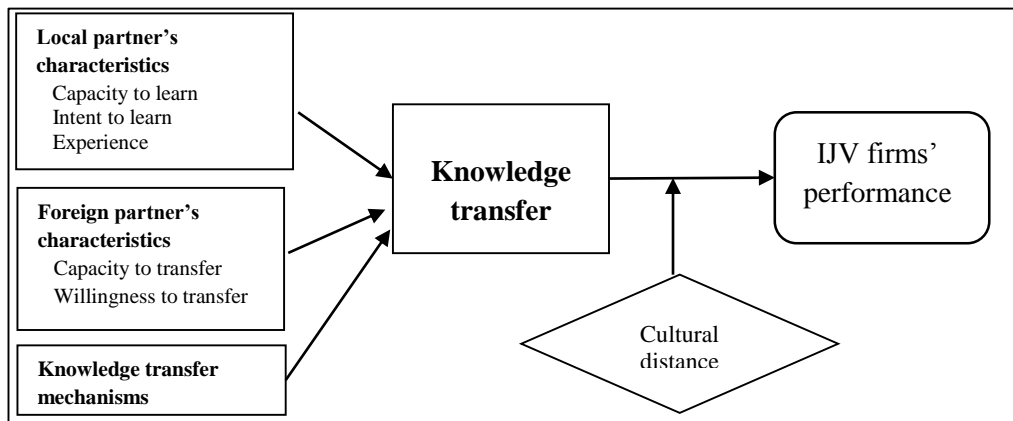 Local partner’s
characteristics
Capacity to learn
Intent to learn
Experience
Foreign partner’s
characteristics
Capacity to transfer
Willingness to transfer
Knowledge transfer
mechanisms
Knowledge
transfer
IJV firms’
performance
Cultural
distance